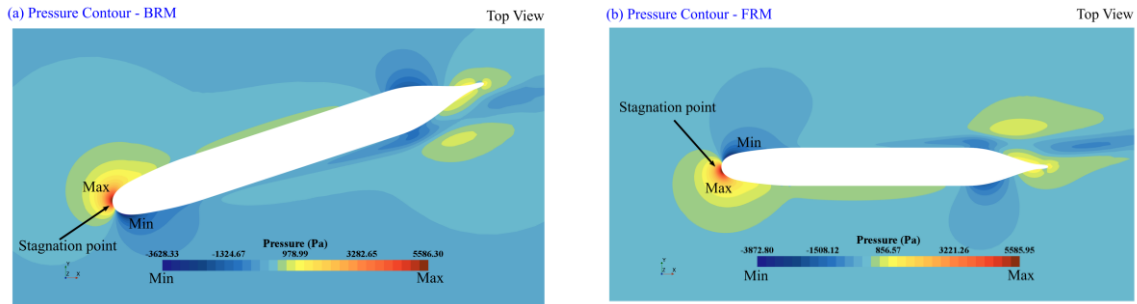 (a) Pressure Contour - BRM
Top View
Max
Min
Stagnation point
Pressure (Pa)
-3628.33 -1324.67 978.99 3282.65 5586.30
Min Max
Y
Z X
(b) Pressure Contour - FRM
Top View
Stagnation point
Min
Max
Pressure (Pa)
-3872.80 -1508.12 856.57 3221.26 5585.95
Min Max
Y
Z X